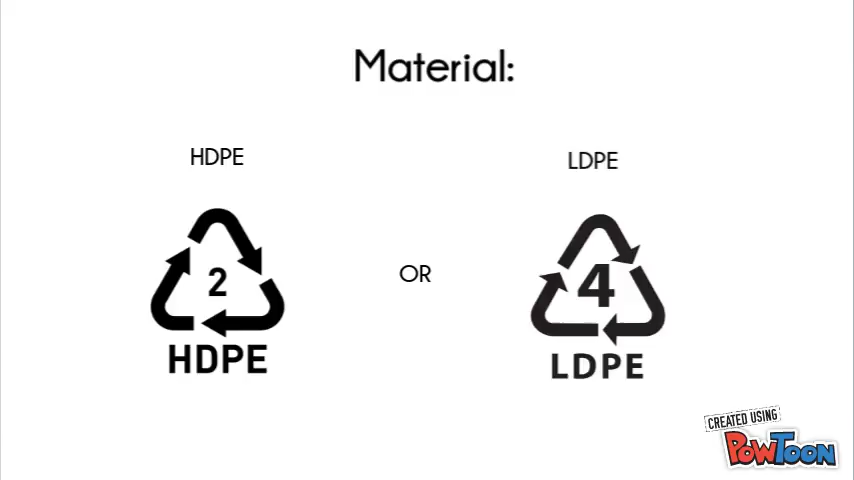 Material:
HDPE
LDPE
2
HDPE
OR
4
LDPE
CREATED USING
POWTOON